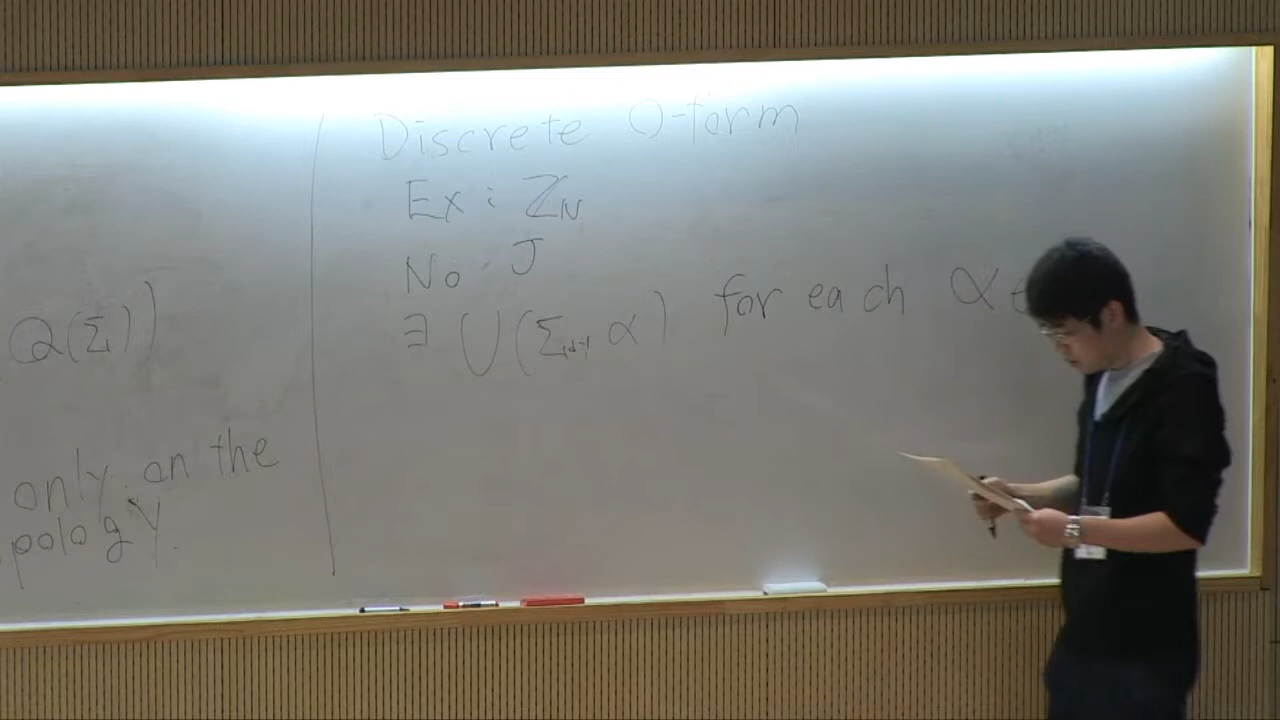 Q(Σ))
only on the
pology.
Discrete 0-form
Ex: ℤ_N
No J
∃ U(Σ_{d-1} α) for each α ∈